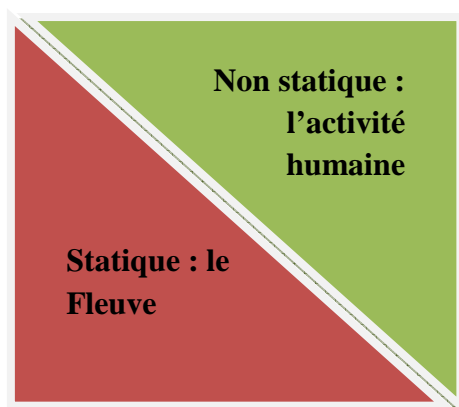 Non statique :
l’activité
humaine
Statique : le
Fleuve